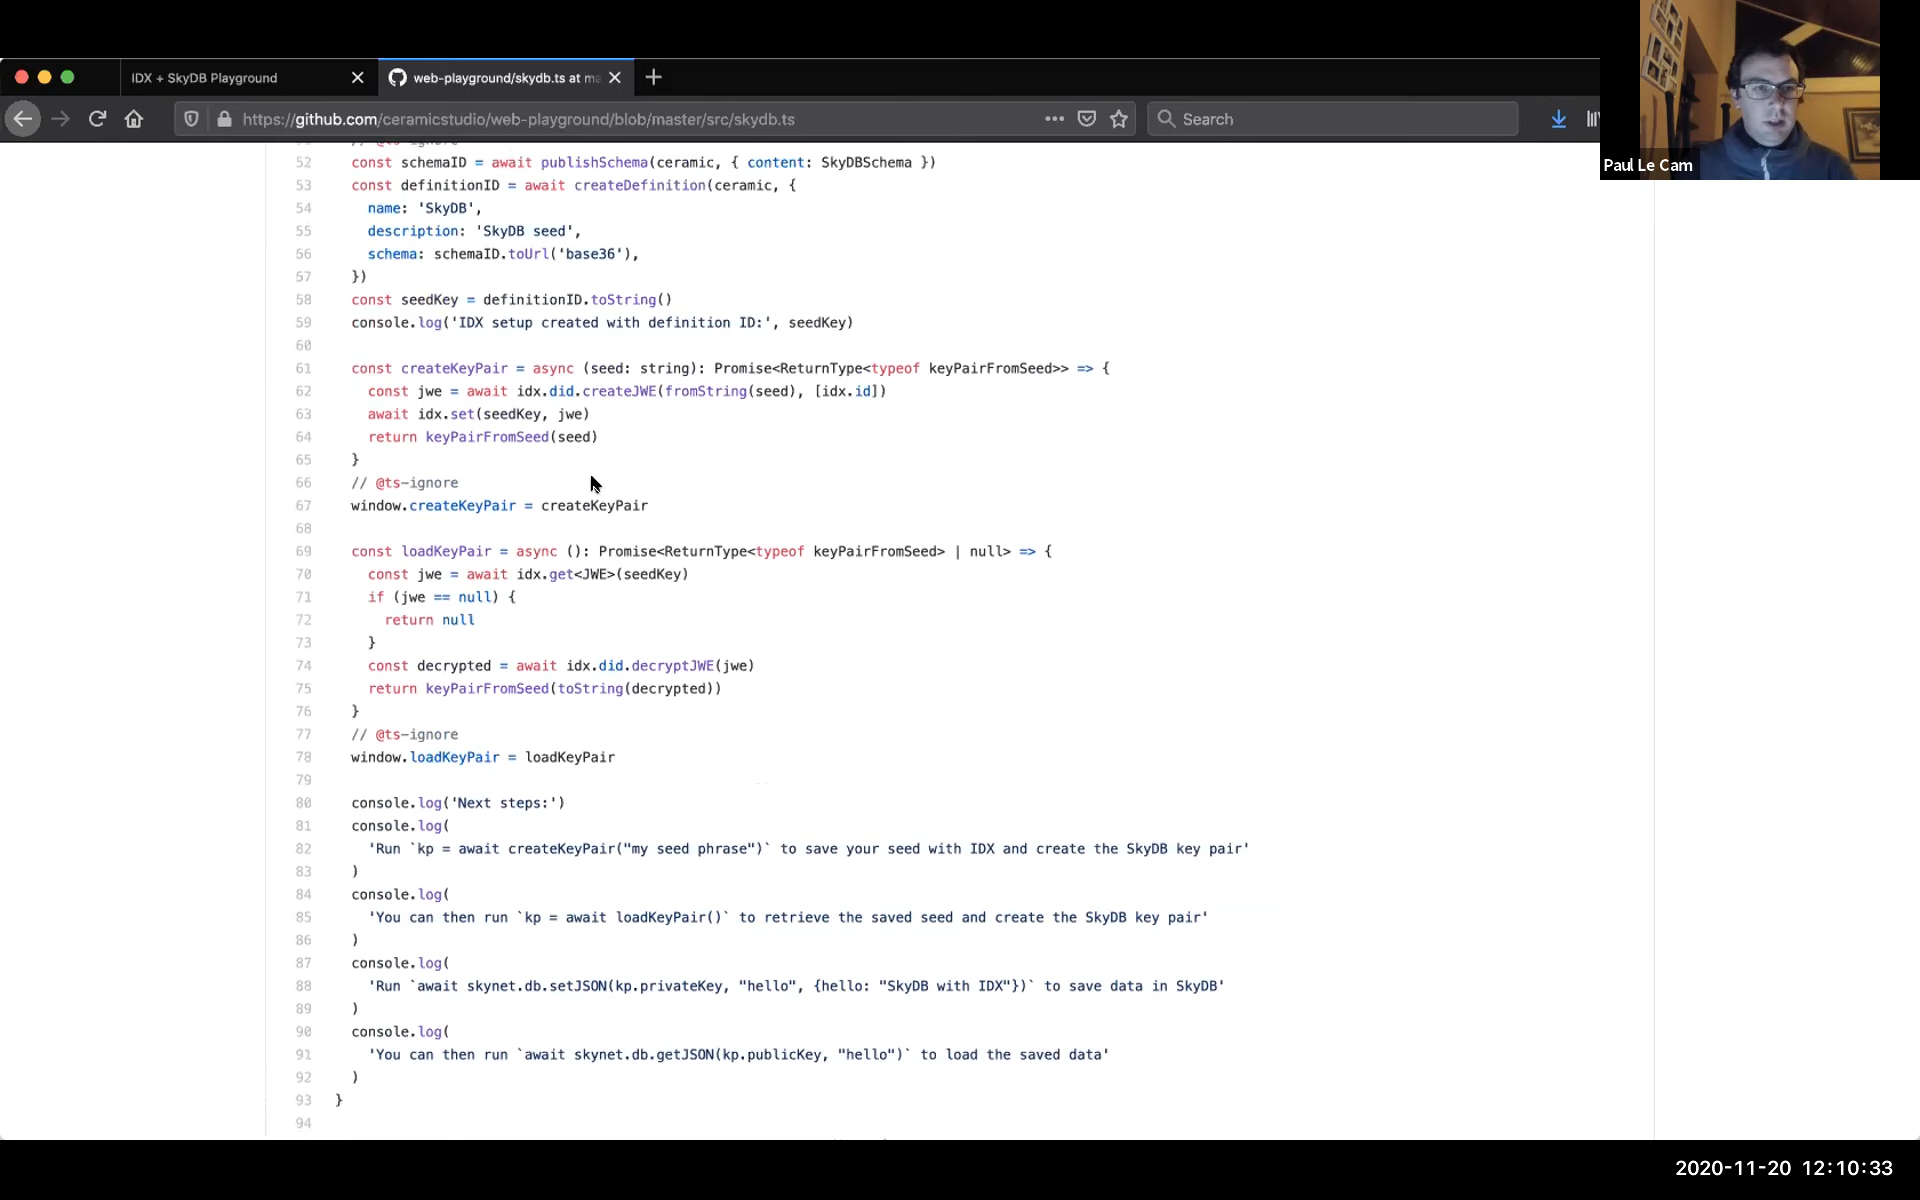 IDX + SkyDB Playground
web-playground/skydb.ts at ma
https://github.com/ceramicstudio/web-playground/blob/master/src/skydb.ts
Search
Paul Le Cam
// @ts-ignore
52 const schemaID = await publishSchema(ceramic, { content: SkyDBSchema })
53 const definitionID = await createDefinition(ceramic, {
54 name: 'SkyDB',
55 description: 'SkyDB seed',
56 schema: schemaID.toUrl('base36'),
57 })
58 const seedKey = definitionID.toString()
59 console.log('IDX setup created with definition ID:', seedKey)
60
61 const createKeyPair = async (seed: string): Promise<ReturnType<typeof keyPairFromSeed>> => {
62 const jwe = await idx.did.createJWE(fromString(seed), [idx.id])
63 await idx.set(seedKey, jwe)
64 return keyPairFromSeed(seed)
65 }
66 // @ts-ignore
67 window.createKeyPair = createKeyPair
68
69 const loadKeyPair = async (): Promise<ReturnType<typeof keyPairFromSeed> | null> => {
70 const jwe = await idx.get<JWE>(seedKey)
71 if (jwe == null) {
72 return null
73 }
74 const decrypted = await idx.did.decryptJWE(jwe)
75 return keyPairFromSeed(toString(decrypted))
76 }
77 // @ts-ignore
78 window.loadKeyPair = loadKeyPair
79
80 console.log('Next steps:')
81 console.log(
82 'Run `kp = await createKeyPair("my seed phrase")` to save your seed with IDX and create the SkyDB key pair'
83 )
84 console.log(
85 'You can then run `kp = await loadKeyPair()` to retrieve the saved seed and create the SkyDB key pair'
86 )
87 console.log(
88 'Run `await skynet.db.setJSON(kp.privateKey, "hello", {hello: "SkyDB with IDX"})` to save data in SkyDB'
89 )
90 console.log(
91 'You can then run `await skynet.db.getJSON(kp.publicKey, "hello")` to load the saved data'
92 )
93 }
94
2020-11-20 12:10:33